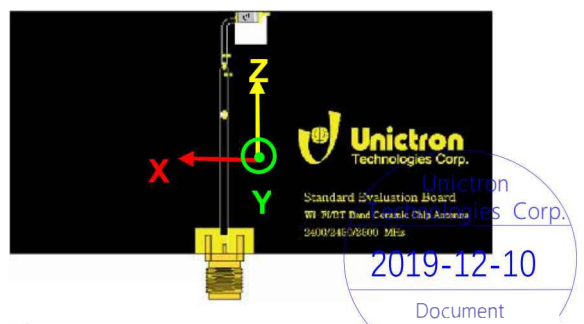 Z
X
Y
Unictron
Technologies Corp.
Standard Evaluation Board
Wi-Fi/BT Band Ceramic Chip Antenna
2400/2450/2500 MHz
Unictron
Technologies Corp.
2019-12-10
Document